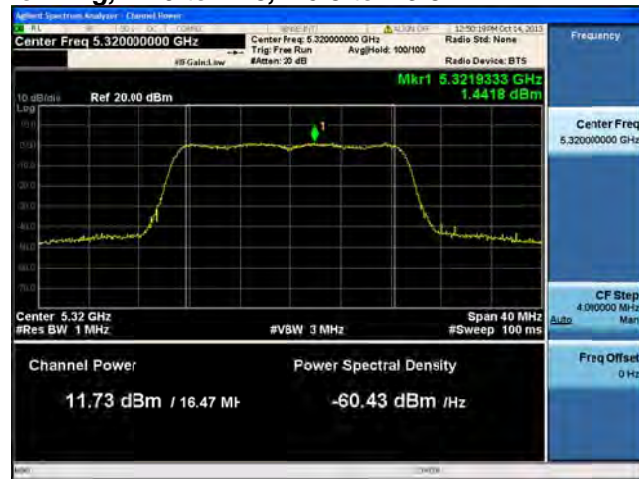 Agilent Spectrum Analyzer - Channel Power
RL
ALIGN OFF
12:50:19PM Oct 14, 2013
Center Freq 5.320000000 GHz
Center Freq: 5.320000000 GHz
Radio Std: None
Trig: Free Run
Avg|Hold: 100/100
#IFGain:Low
#Atten: 20 dB
Radio Device: BTS
Mkr1 5.3219333 GHz
1.4418 dBm
10 dB/div
Ref 20.00 dBm
Log
1
Center 5.32 GHz
Span 40 MHz
#Res BW 1 MHz
#VBW 3 MHz
#Sweep 100 ms
Channel Power
Power Spectral Density
11.73 dBm / 16.47 MH
-60.43 dBm /Hz
Frequency
Center Freq
5.320000000 GHz
CF Step
4.000000 MHz
Auto Man
Freq Offset
0 Hz